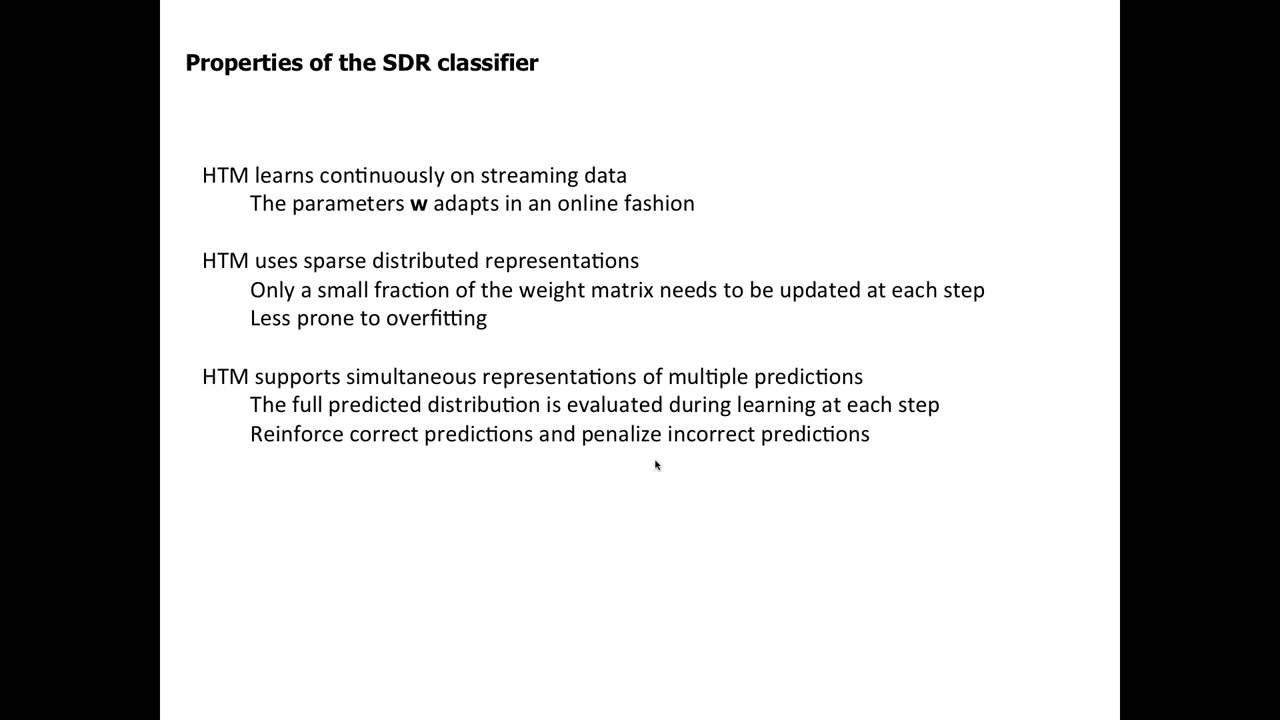 Properties of the SDR classifier
HTM learns continuously on streaming data
The parameters w adapts in an online fashion
HTM uses sparse distributed representations
Only a small fraction of the weight matrix needs to be updated at each step
Less prone to overfitting
HTM supports simultaneous representations of multiple predictions
The full predicted distribution is evaluated during learning at each step
Reinforce correct predictions and penalize incorrect predictions